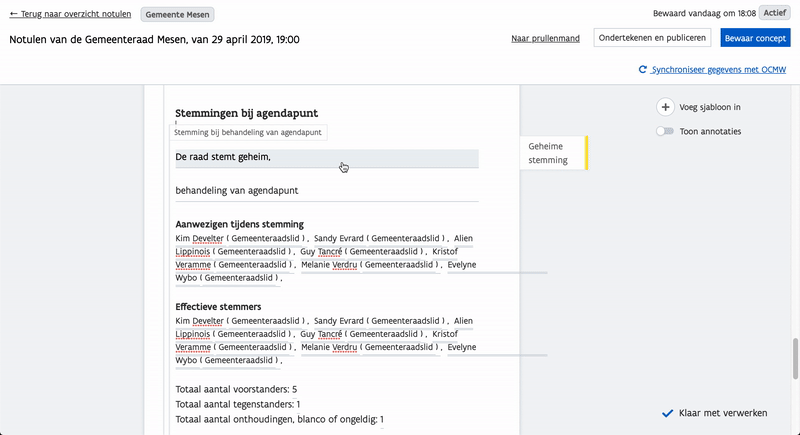 ← Terug naar overzicht notulen
Gemeente Mesen
Bewaard vandaag om 18:08
Actief
Notulen van de Gemeenteraad Mesen, van 29 april 2019, 19:00
Naar prullenmand
Ondertekenen en publiceren
Bewaar concept
Synchroniseer gegevens met OCMW
Stemmingen bij agendapunt
Stemming bij behandeling van agendapunt
De raad stemt geheim,
behandeling van agendapunt
Aanwezigen tijdens stemming
Kim Develter ( Gemeenteraadslid ) , Sandy Evrard ( Gemeenteraadslid ) , Alien
Lippinois ( Gemeenteraadslid ) , Guy Tancré ( Gemeenteraadslid ) , Kristof
Veramme ( Gemeenteraadslid ) , Melanie Verdru ( Gemeenteraadslid ) , Evelyne
Wybo ( Gemeenteraadslid ) ,
Effectieve stemmers
Kim Develter ( Gemeenteraadslid ) , Sandy Evrard ( Gemeenteraadslid ) , Alien
Lippinois ( Gemeenteraadslid ) , Guy Tancré ( Gemeenteraadslid ) , Kristof
Veramme ( Gemeenteraadslid ) , Melanie Verdru ( Gemeenteraadslid ) , Evelyne
Wybo ( Gemeenteraadslid ) ,
Totaal aantal voorstanders: 5
Totaal aantal tegenstanders: 1
Totaal aantal onthoudingen, blanco of ongeldig: 1
Geheime
stemming
Voeg sjabloon in
Toon annotaties
Klaar met verwerken